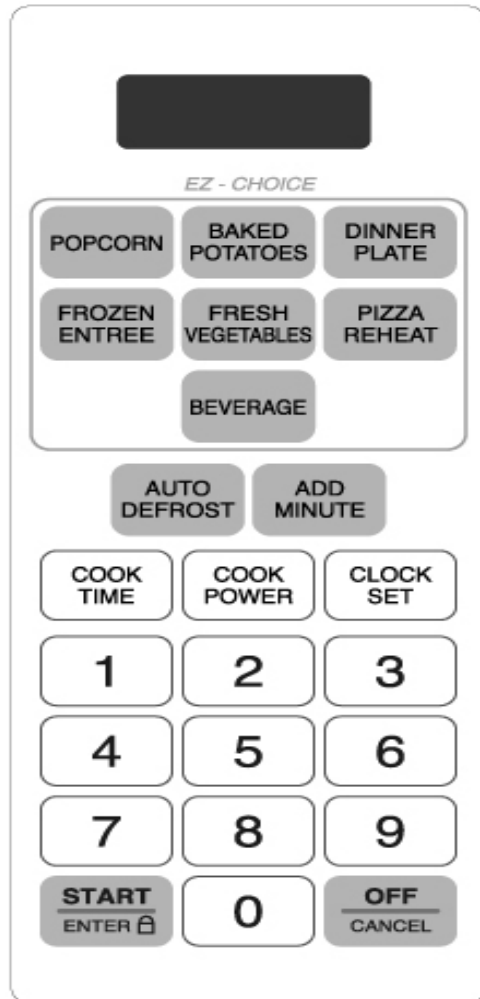 EZ - CHOICE
POPCORN
BAKED
POTATOES
DINNER
PLATE
FROZEN
ENTREE
FRESH
VEGETABLES
PIZZA
REHEAT
BEVERAGE
AUTO
DEFROST
ADD
MINUTE
COOK
TIME
COOK
POWER
CLOCK
SET
1
2
3
4
5
6
7
8
9
START
ENTER
0
OFF
CANCEL